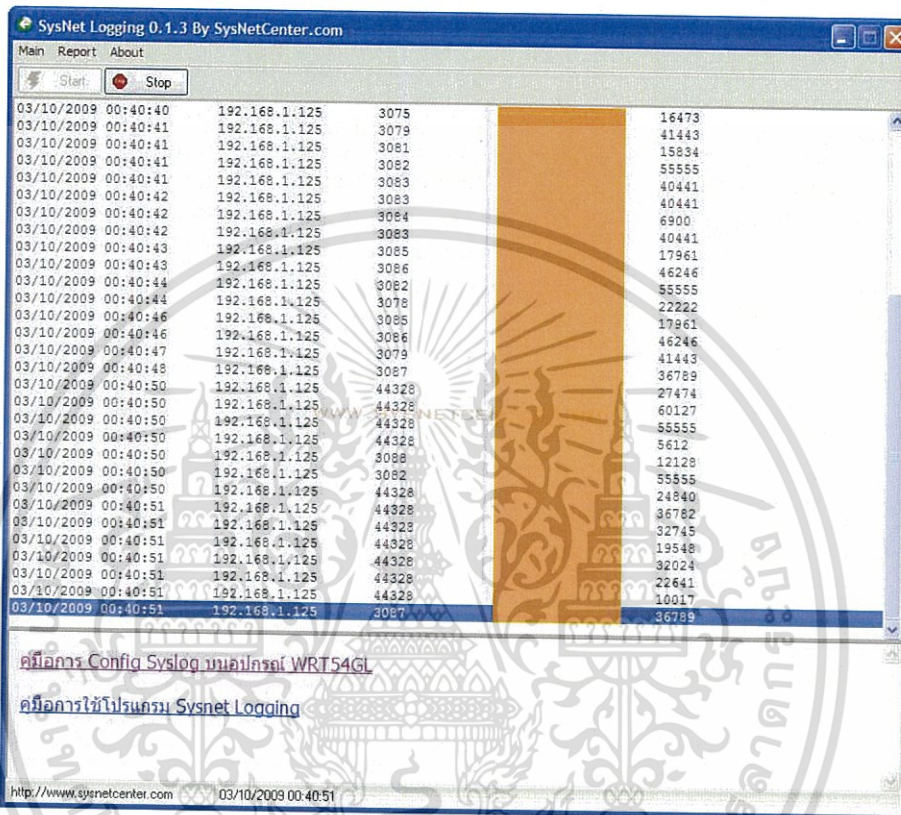 SysNet Logging 0.1.3 By SysNetCenter.com
Main Report About
Start Stop
03/10/2009 00:40:40 192.168.1.125 3075 16473
03/10/2009 00:40:41 192.168.1.125 3079 41443
03/10/2009 00:40:41 192.168.1.125 3081 15834
03/10/2009 00:40:41 192.168.1.125 3082 55555
03/10/2009 00:40:41 192.168.1.125 3083 40441
03/10/2009 00:40:42 192.168.1.125 3083 40441
03/10/2009 00:40:42 192.168.1.125 3084 6900
03/10/2009 00:40:42 192.168.1.125 3083 40441
03/10/2009 00:40:43 192.168.1.125 3085 17961
03/10/2009 00:40:43 192.168.1.125 3086 46246
03/10/2009 00:40:44 192.168.1.125 3082 55555
03/10/2009 00:40:44 192.168.1.125 3078 22222
03/10/2009 00:40:46 192.168.1.125 3085 17961
03/10/2009 00:40:46 192.168.1.125 3086 46246
03/10/2009 00:40:47 192.168.1.125 3079 41443
03/10/2009 00:40:48 192.168.1.125 3087 36789
03/10/2009 00:40:50 192.168.1.125 44328 27474
03/10/2009 00:40:50 192.168.1.125 44328 60127
03/10/2009 00:40:50 192.168.1.125 44328 55555
03/10/2009 00:40:50 192.168.1.125 44328 5612
03/10/2009 00:40:50 192.168.1.125 3088 12128
03/10/2009 00:40:50 192.168.1.125 3082 55555
03/10/2009 00:40:50 192.168.1.125 44328 24840
03/10/2009 00:40:51 192.168.1.125 44328 36782
03/10/2009 00:40:51 192.168.1.125 44328 32745
03/10/2009 00:40:51 192.168.1.125 44328 19548
03/10/2009 00:40:51 192.168.1.125 44328 32024
03/10/2009 00:40:51 192.168.1.125 44328 22641
03/10/2009 00:40:51 192.168.1.125 44328 10017
03/10/2009 00:40:51 192.168.1.125 3087 36789
คู่มือการ Config Syslog บนอุปกรณ์ WRT54GL
คู่มือการใช้โปรแกรม Sysnet Logging
http://www.sysnetcenter.com 03/10/2009 00:40:51